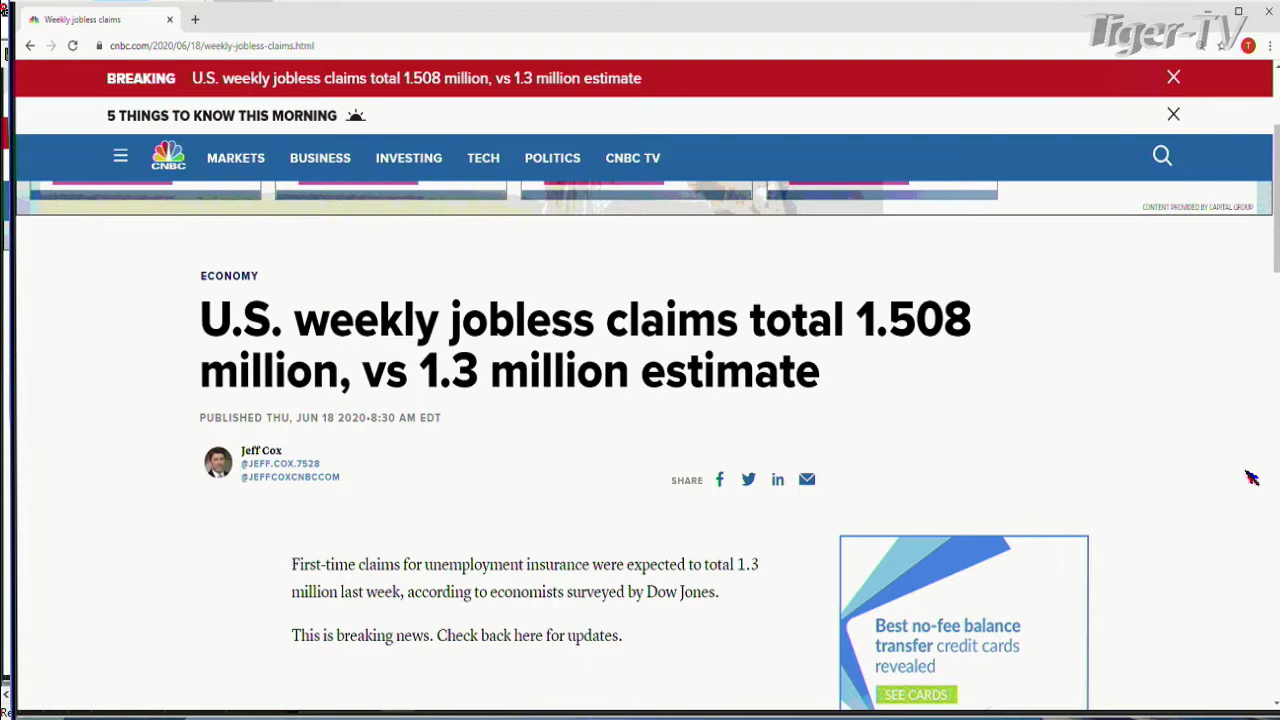 Weekly jobless claims
Tiger-TV
cnbc.com/2020/06/18/weekly-jobless-claims.html
T
BREAKING U.S. weekly jobless claims total 1.508 million, vs 1.3 million estimate
5 THINGS TO KNOW THIS MORNING
CNBC MARKETS BUSINESS INVESTING TECH POLITICS CNBC TV
CONTENT PROVIDED BY CAPITAL GROUP
ECONOMY
U.S. weekly jobless claims total 1.508
million, vs 1.3 million estimate
PUBLISHED THU, JUN 18 2020•8:30 AM EDT
Jeff Cox
@JEFF.COX.7528
@JEFFCOXCNBCCOM
SHARE
First-time claims for unemployment insurance were expected to total 1.3
million last week, according to economists surveyed by Dow Jones.
This is breaking news. Check back here for updates.
Best no-fee balance
transfer credit cards
revealed
SEE CARDS